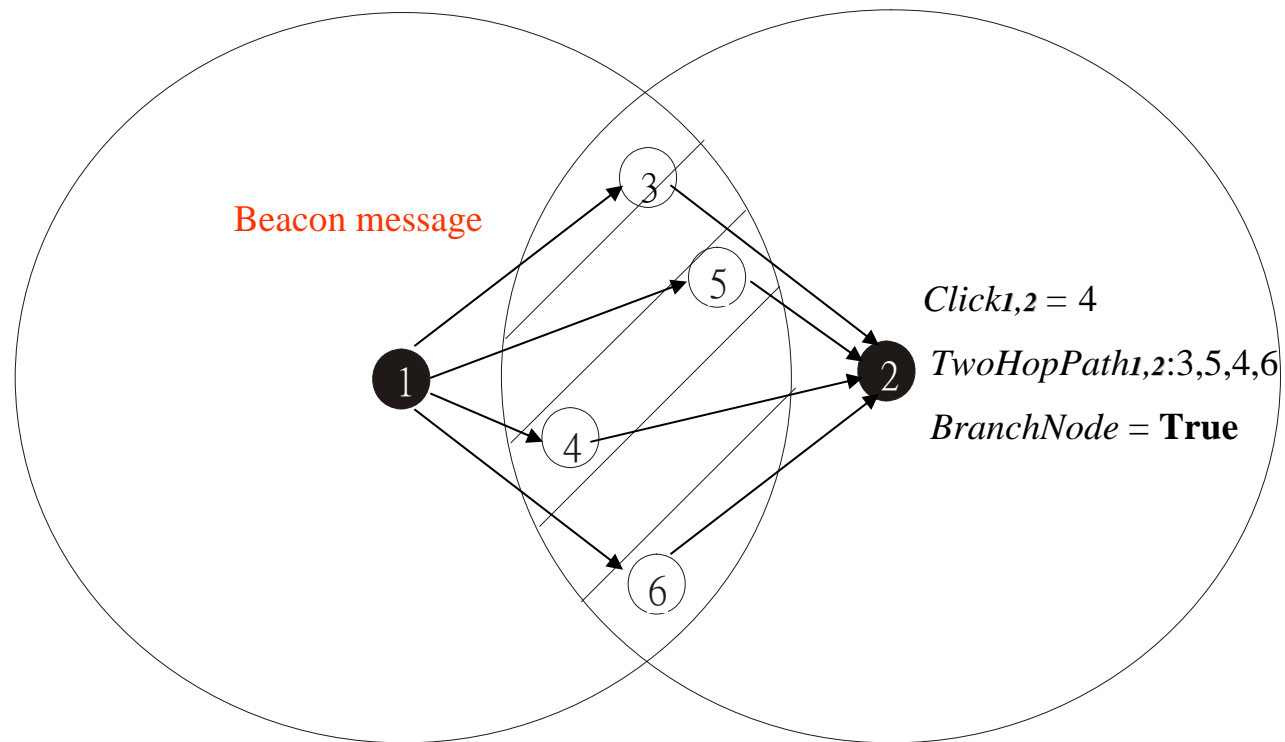 3
Beacon message
5
Click1,2 = 4
1
2
TwoHopPath1,2:3,5,4,6
BranchNode = True
4
6